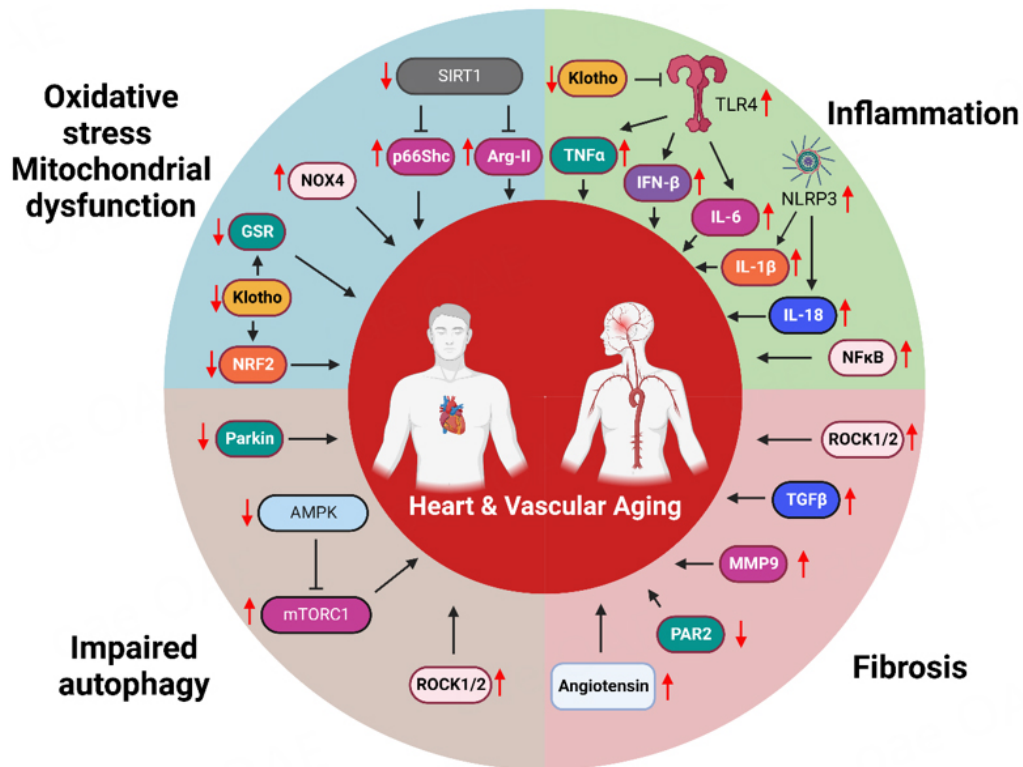 Oxidative
stress
Mitochondrial
dysfunction
SIRT1
p66Shc
Arg-II
NOX4
GSR
Klotho
NRF2
Klotho
TLR4
Inflammation
TNFα
IFN-β
NLRP3
IL-6
IL-1β
IL-18
NFκB
Parkin
AMPK
mTORC1
ROCK1/2
Impaired
autophagy
Heart & Vascular Aging
ROCK1/2
TGFβ
MMP9
PAR2
Angiotensin
Fibrosis